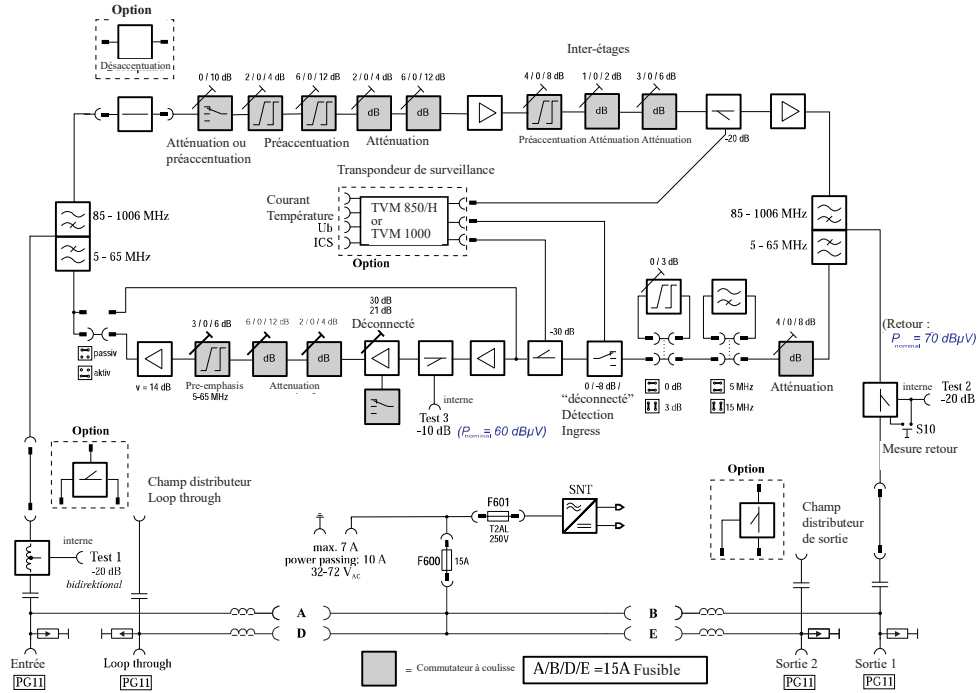 Option
Désaccentuation
Inter-étages
0 / 10 dB
2 / 0 / 4 dB
6 / 0 / 12 dB
2 / 0 / 4 dB
6 / 0 / 12 dB
4 / 0 / 8 dB
1 / 0 / 2 dB
3 / 0 / 6 dB
dB
dB
dB
dB
Atténuation ou
préaccentuation
Préaccentuation
Atténuation
Préaccentuation
Atténuation
Atténuation
-20 dB
Transpondeur de surveillance
Courant
Température
Ub
ICS
TVM 850/H
or
TVM 1000
Option
85 - 1006 MHz
5 - 65 MHz
85 - 1006 MHz
5 - 65 MHz
0 / 3 dB
30 dB
21 dB
Déconnecté
3 / 0 / 6 dB
6 / 0 / 12 dB
2 / 0 / 4 dB
-30 dB
4 / 0 / 8 dB
(Retour :
P nominal = 70 dBµV)
passiv
aktiv
dB
dB
dB
v = 14 dB
Pre-emphasis
5-65 MHz
Attenuation
interne
Test 3
-10 dB
(P nominal = 60 dBµV)
0 / -8 dB /
“déconnecté”
Détection
Ingress
0 dB
3 dB
5 MHz
15 MHz
Atténuation
interne
Test 2
-20 dB
S10
Mesure retour
Option
Champ distributeur
Loop through
Option
Champ
distributeur
de sortie
interne
Test 1
-20 dB
bidirektional
max. 7 A
power passing: 10 A
32-72 VAC
F601
T2AL
250V
SNT
F600
15A
A
B
D
E
Entrée
PG11
Loop through
PG11
= Commutateur à coulisse
A/B/D/E =15A Fusible
Sortie 2
PG11
Sortie 1
PG11